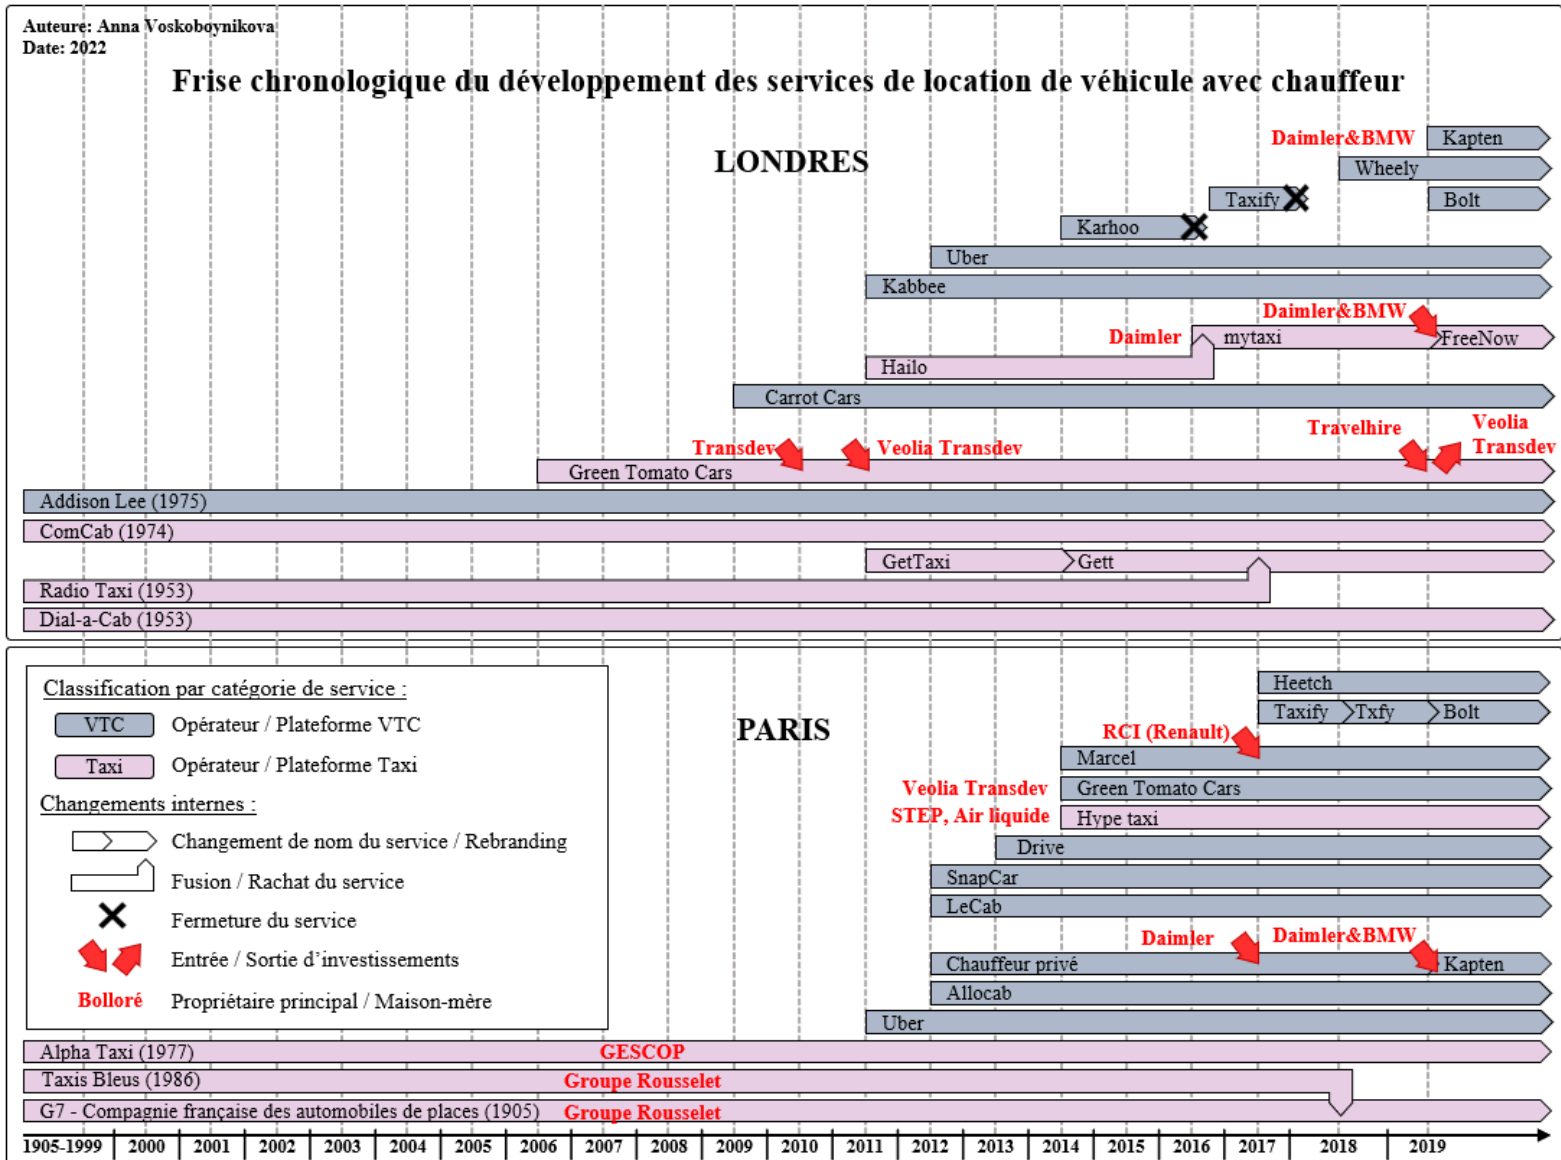 Auteure: Anna Voskoboynikova
Date: 2022
Frise chronologique du développement des services de location de véhicule avec chauffeur
LONDRES
Daimler&BMW Kapten
Wheely
Taxify Bolt
Karhoo
Uber
Kabbee
Daimler&BMW
Daimler mytaxi FreeNow
Hailo
Carrot Cars
Transdev Veolia Transdev Travelhire Veolia
Transdev
Green Tomato Cars
Addison Lee (1975)
ComCab (1974)
GetTaxi Gett
Radio Taxi (1953)
Dial-a-Cab (1953)
Classification par catégorie de service :
VTC Opérateur / Plateforme VTC
Taxi Opérateur / Plateforme Taxi
Changements internes :
Changement de nom du service / Rebranding
Fusion / Rachat du service
Fermeture du service
Entrée / Sortie d'investissements
Bolloré Propriétaire principal / Maison-mère
PARIS
Heetch
Taxify Txfy Bolt
RCI (Renault)
Marcel
Veolia Transdev Green Tomato Cars
STEP, Air liquide Hype taxi
Drive
SnapCar
LeCab
Daimler Daimler&BMW
Chauffeur privé Kapten
Allocab
Uber
Alpha Taxi (1977) GESCOP
Taxis Bleus (1986) Groupe Rousselet
G7 - Compagnie française des automobiles de places (1905) Groupe Rousselet
1905-1999 2000 2001 2002 2003 2004 2005 2006 2007 2008 2009 2010 2011 2012 2013 2014 2015 2016 2017 2018 2019